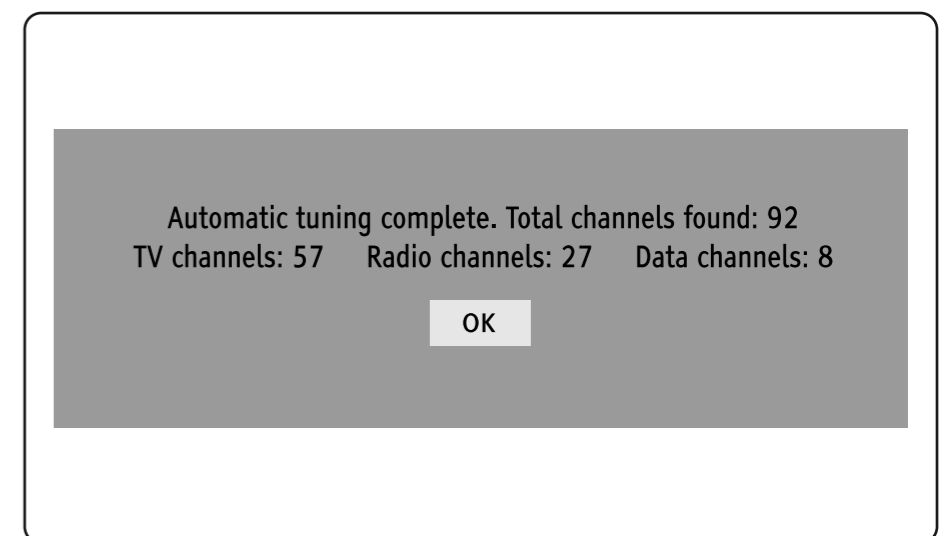 Automatic tuning complete. Total channels found: 92
TV channels: 57 Radio channels: 27 Data channels: 8
OK